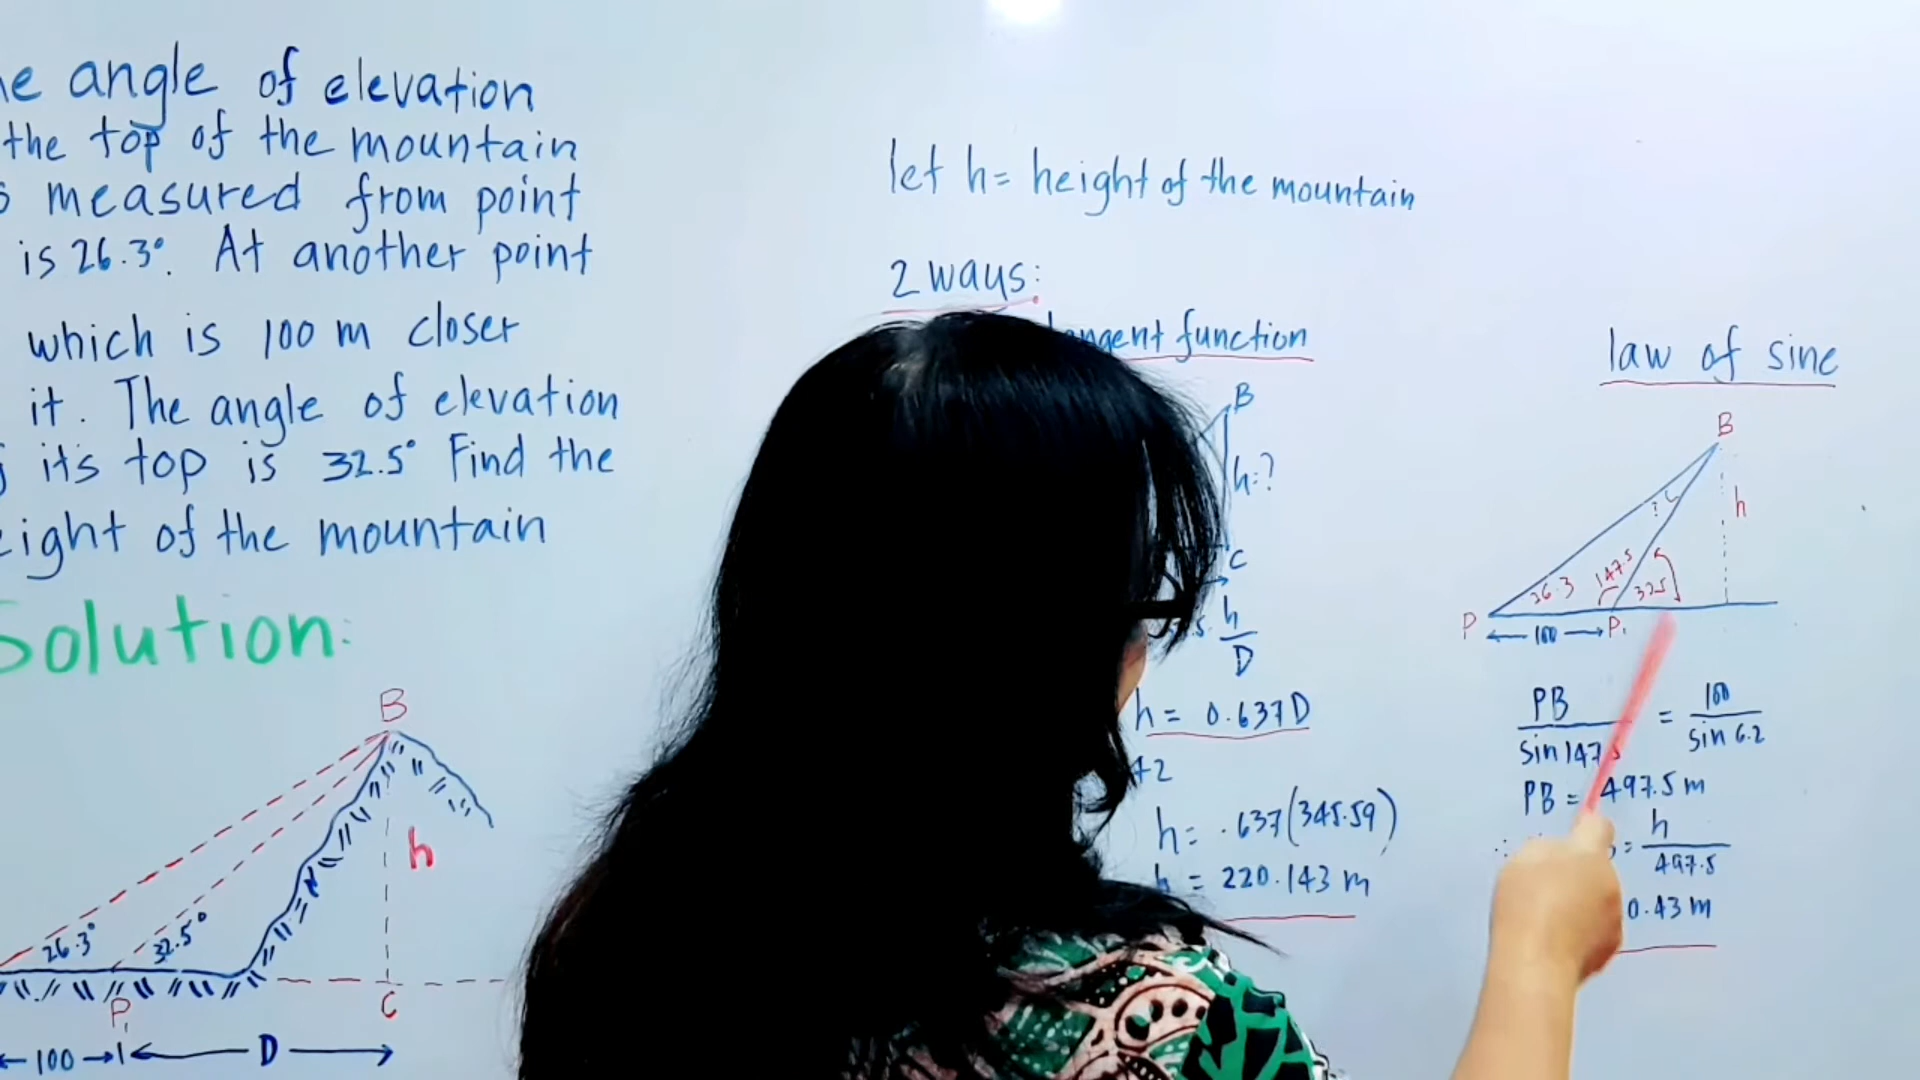 angle of elevation
the top of the mountain
measured from point
is 26.3°. At another point
which is 100 m closer
it. The angle of elevation
its top is 32.5° Find the
of the mountain
Solution:
B
h
26.3°
32.5°
P₁
C
100
D
let h = height of the mountain
2 ways:
function
B
h=?
C
h
D
h = 0.637D
h = .637(345.59)
= 220.143 m
law of sine
B
?
h
26.3
147.5
32.5
P
100
P₁
PB = 100
sin 147 sin 6.2
PB = 497.5 m
= h
497.5
0.43 m